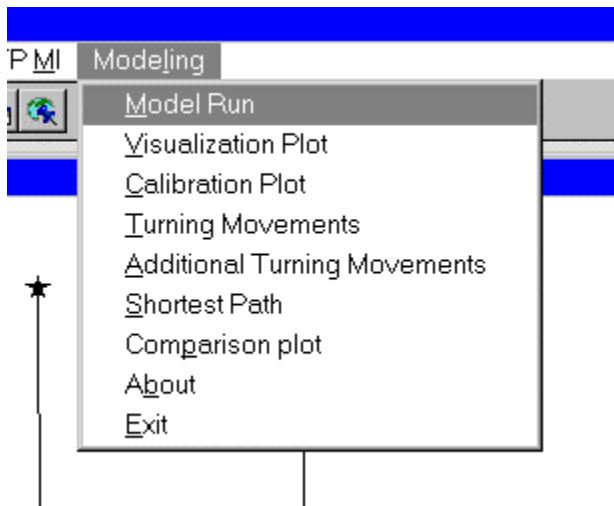 TP MI Modeling
Model Run
Visualization Plot
Calibration Plot
Turning Movements
Additional Turning Movements
Shortest Path
Comparison plot
About
Exit